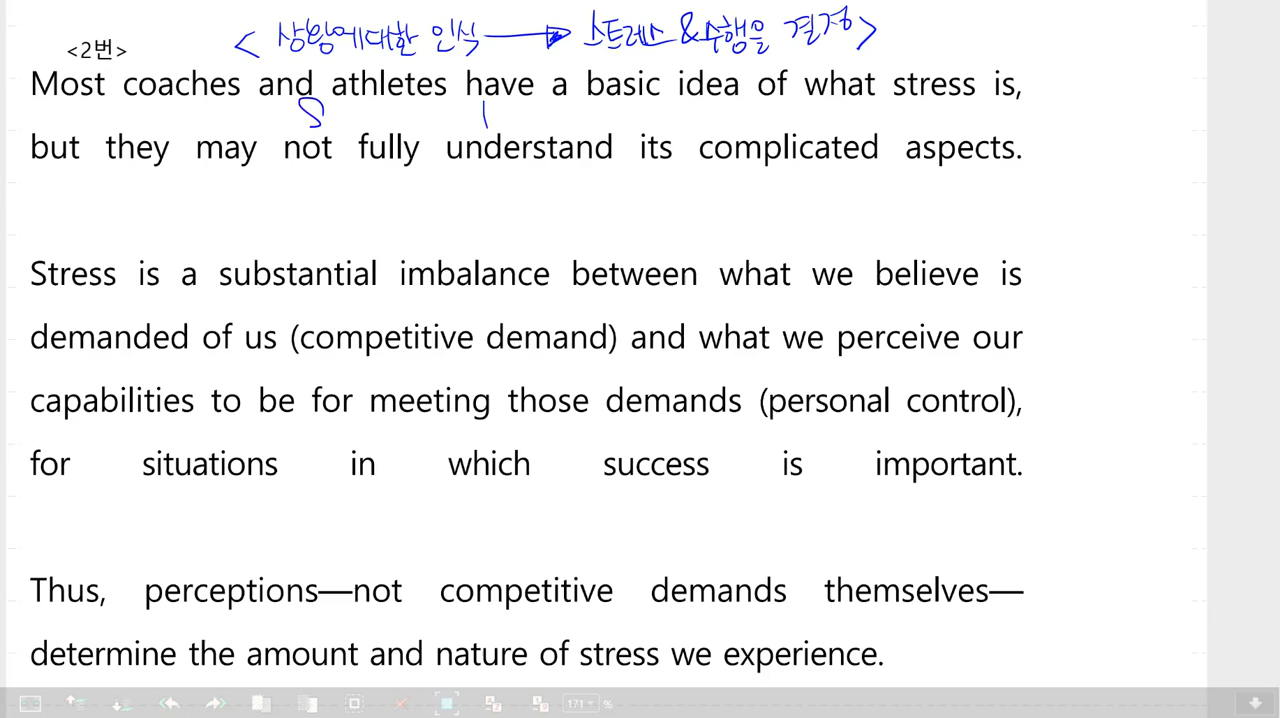 < 상황에대한 인식 → 스트레스 & 수행을 결정 >
<2번>
Most coaches and athletes have a basic idea of what stress is,
S
but they may not fully understand its complicated aspects.
Stress is a substantial imbalance between what we believe is
demanded of us (competitive demand) and what we perceive our
capabilities to be for meeting those demands (personal control),
for situations in which success is important.
Thus, perceptions—not competitive demands themselves—
determine the amount and nature of stress we experience.
171 %